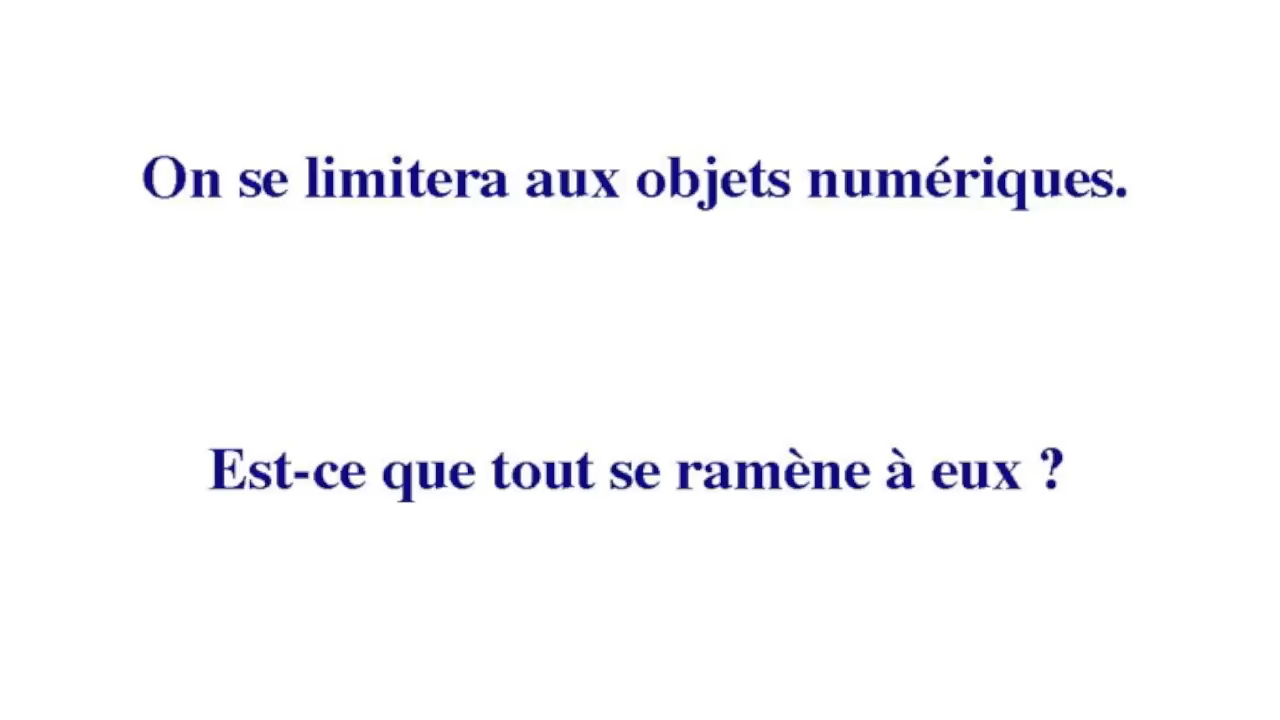 On se limitera aux objets numériques.
Est-ce que tout se ramène à eux ?